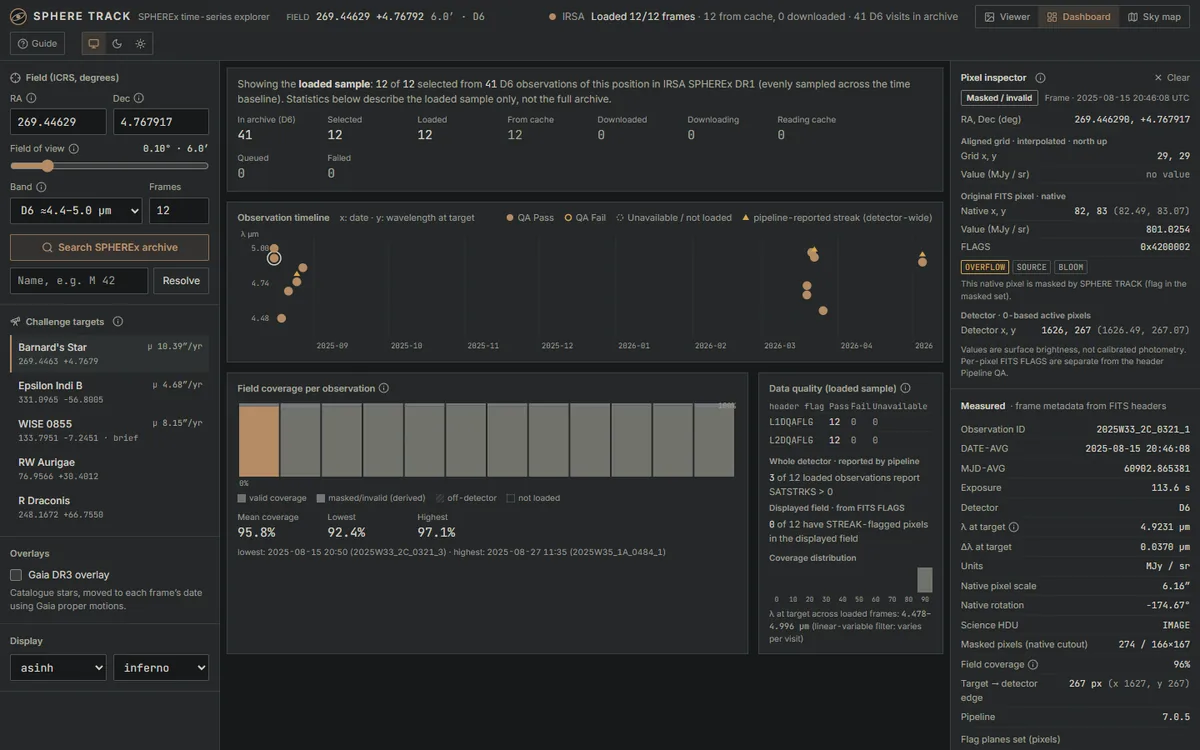 SPHERE TRACK SPHEREx time-series explorer FIELD 269.44629 +4.76792 6.0′ · D6 IRSA Loaded 12/12 frames · 12 from cache, 0 downloaded · 41 D6 visits in archive Viewer Dashboard Sky map
Guide
Field (ICRS, degrees)
RA Dec
269.44629 4.767917
Field of view 0.10° · 6.0′
Band Frames
D6 ≈4.4–5.0 µm 12
Search SPHEREx archive
Name, e.g. M 42 Resolve
Challenge targets
Barnard's Star µ 10.39″/yr
269.4463 +4.7679
Epsilon Indi B µ 4.68″/yr
331.0965 -56.8005
WISE 0855 µ 8.15″/yr
133.7951 -7.2451 · brief
RW Aurigae
76.9566 +30.4012
R Draconis
248.1672 +66.7550
Overlays
Gaia DR3 overlay
Catalogue stars, moved to each frame's date
using Gaia proper motions.
Display
asinh inferno
Showing the loaded sample: 12 of 12 selected from 41 D6 observations of this position in IRSA SPHEREx DR1 (evenly sampled across the time
baseline). Statistics below describe the loaded sample only, not the full archive.
In archive (D6) Selected Loaded From cache Downloaded Downloading Reading cache
41 12 12 12 0 0 0
Queued Failed
0 0
Observation timeline x: date · y: wavelength at target QA Pass QA Fail Unavailable / not loaded pipeline-reported streak (detector-wide)
λ µm
5.00
4.74
4.48
2025-09 2025-10 2025-11 2025-12 2026-01 2026-02 2026-03 2026-04 2026
Field coverage per observation
100%
0%
valid coverage masked/invalid (derived) off-detector not loaded
Mean coverage Lowest Highest
95.8% 92.4% 97.1%
lowest: 2025-08-15 20:50 (2025W33_2C_0321_3) · highest: 2025-08-27 11:35 (2025W35_1A_0484_1)
Data quality (loaded sample)
header flag Pass Fail Unavailable
L1DQAFLG 12 0 0
L2DQAFLG 12 0 0
Whole detector · reported by pipeline
3 of 12 loaded observations report
SATSTRKS > 0
Displayed field · from FITS FLAGS
0 of 12 have STREAK-flagged pixels
in the displayed field
Coverage distribution
0 10 20 30 40 50 60 70 80 90
λ at target across loaded frames: 4.478–
4.996 µm (linear-variable filter: varies
per visit)
Pixel inspector Clear
Masked / invalid Frame · 2025-08-15 20:46:08 UTC
RA, Dec (deg) 269.446290, +4.767917
Aligned grid · interpolated · north up
Grid x, y 29, 29
Value (MJy / sr) no value
Original FITS pixel · native
Native x, y 82, 83 (82.49, 83.07)
Value (MJy / sr) 801.0254
FLAGS 0x4200002
OVERFLOW SOURCE BLOOM
This native pixel is masked by SPHERE TRACK (flag in the
masked set).
Detector · 0-based active pixels
Detector x, y 1626, 267 (1626.49, 267.07)
Values are surface brightness, not calibrated photometry.
Per-pixel FITS FLAGS are separate from the header
Pipeline QA.
Measured · frame metadata from FITS headers
Observation ID 2025W33_2C_0321_1
DATE-AVG 2025-08-15 20:46:08
MJD-AVG 60902.865381
Exposure 113.6 s
Detector D6
λ at target 4.9231 µm
Δλ at target 0.0370 µm
Units MJy / sr
Native pixel scale 6.16″
Native rotation -174.67°
Science HDU IMAGE
Masked pixels (native cutout) 274 / 166×167
Field coverage 96%
Target → detector 267 px (x 1627, y 267)
edge
Pipeline 7.0.5
Flag planes set (pixels)